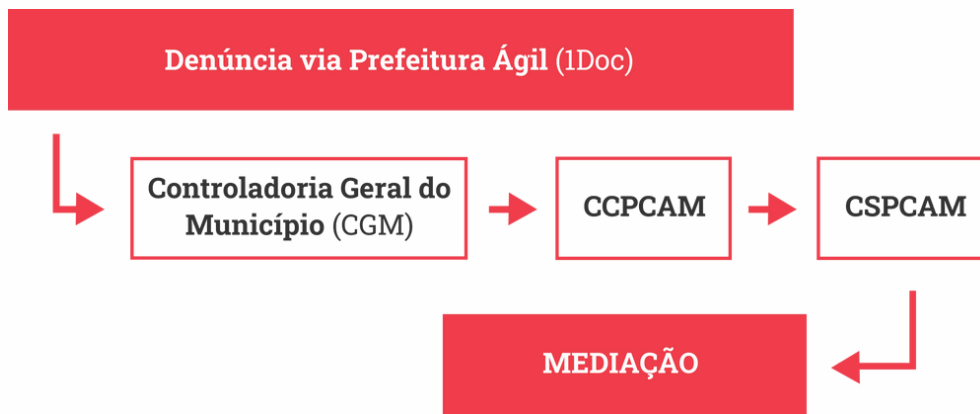 Denúncia via Prefeitura Ágil (1Doc)
Controladoria Geral do
Município (CGM)
CCPCAM
CSPCAM
MEDIAÇÃO